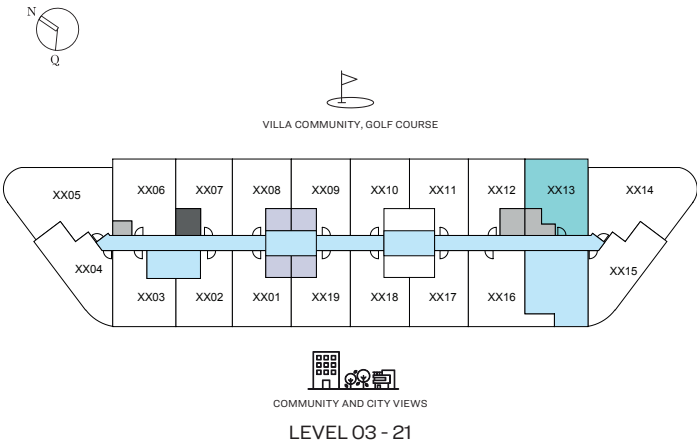 N
Q
VILLA COMMUNITY, GOLF COURSE
XX05
XX06
XX07
XX08
XX09
XX10
XX11
XX12
XX13
XX14
XX04
XX03
XX02
XX01
XX19
XX18
XX17
XX16
XX15
COMMUNITY AND CITY VIEWS
LEVEL 03 - 21